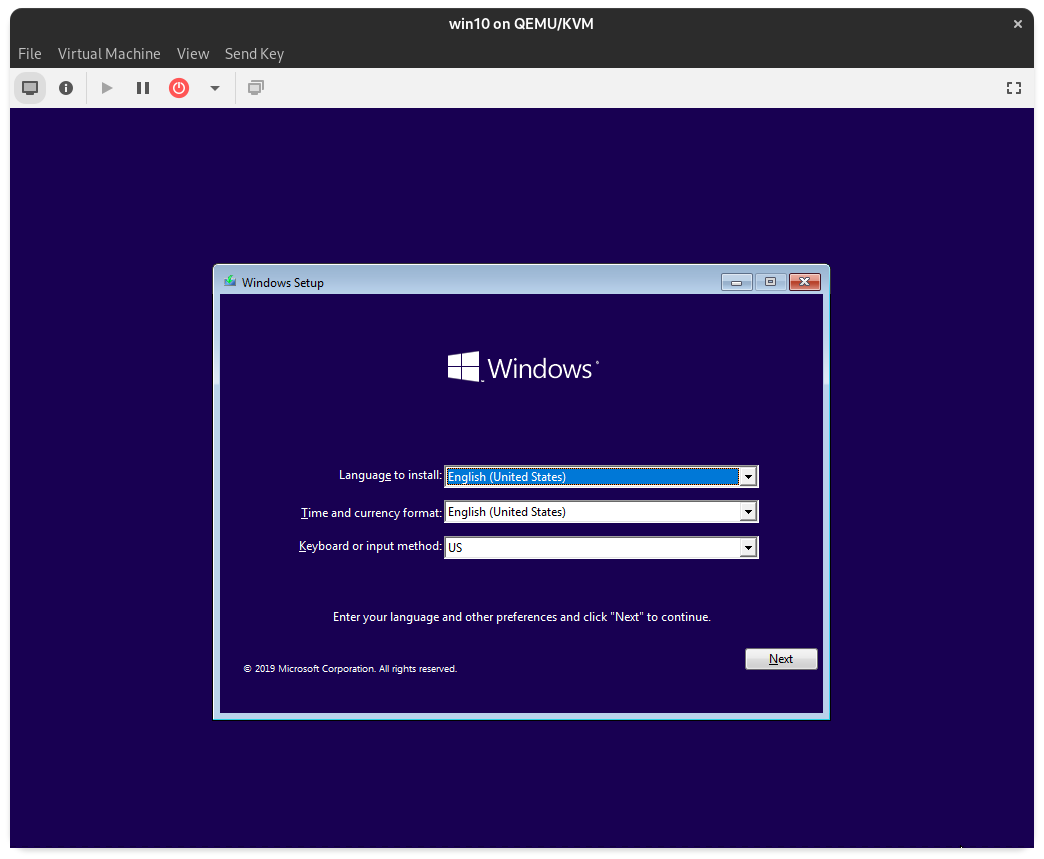 win10 on QEMU/KVM
File Virtual Machine View Send Key
Windows Setup
Windows
Language to install: English (United States)
Time and currency format: English (United States)
Keyboard or input method: US
Enter your language and other preferences and click "Next" to continue.
Next
© 2019 Microsoft Corporation. All rights reserved.